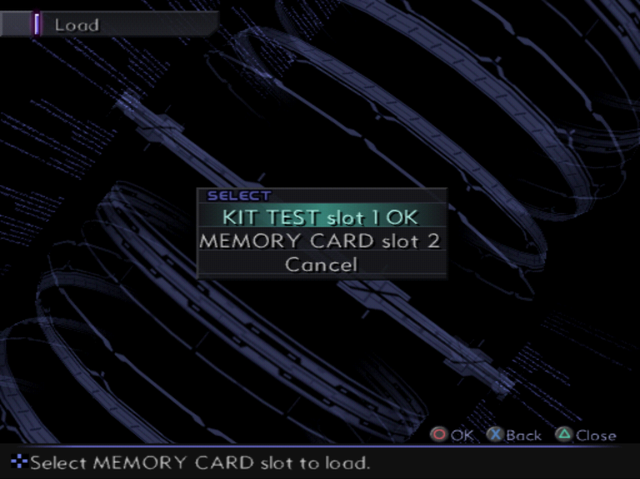 Load
SELECT
KIT TEST slot 1 OK
MEMORY CARD slot 2
Cancel
OK Back Close
Select MEMORY CARD slot to load.